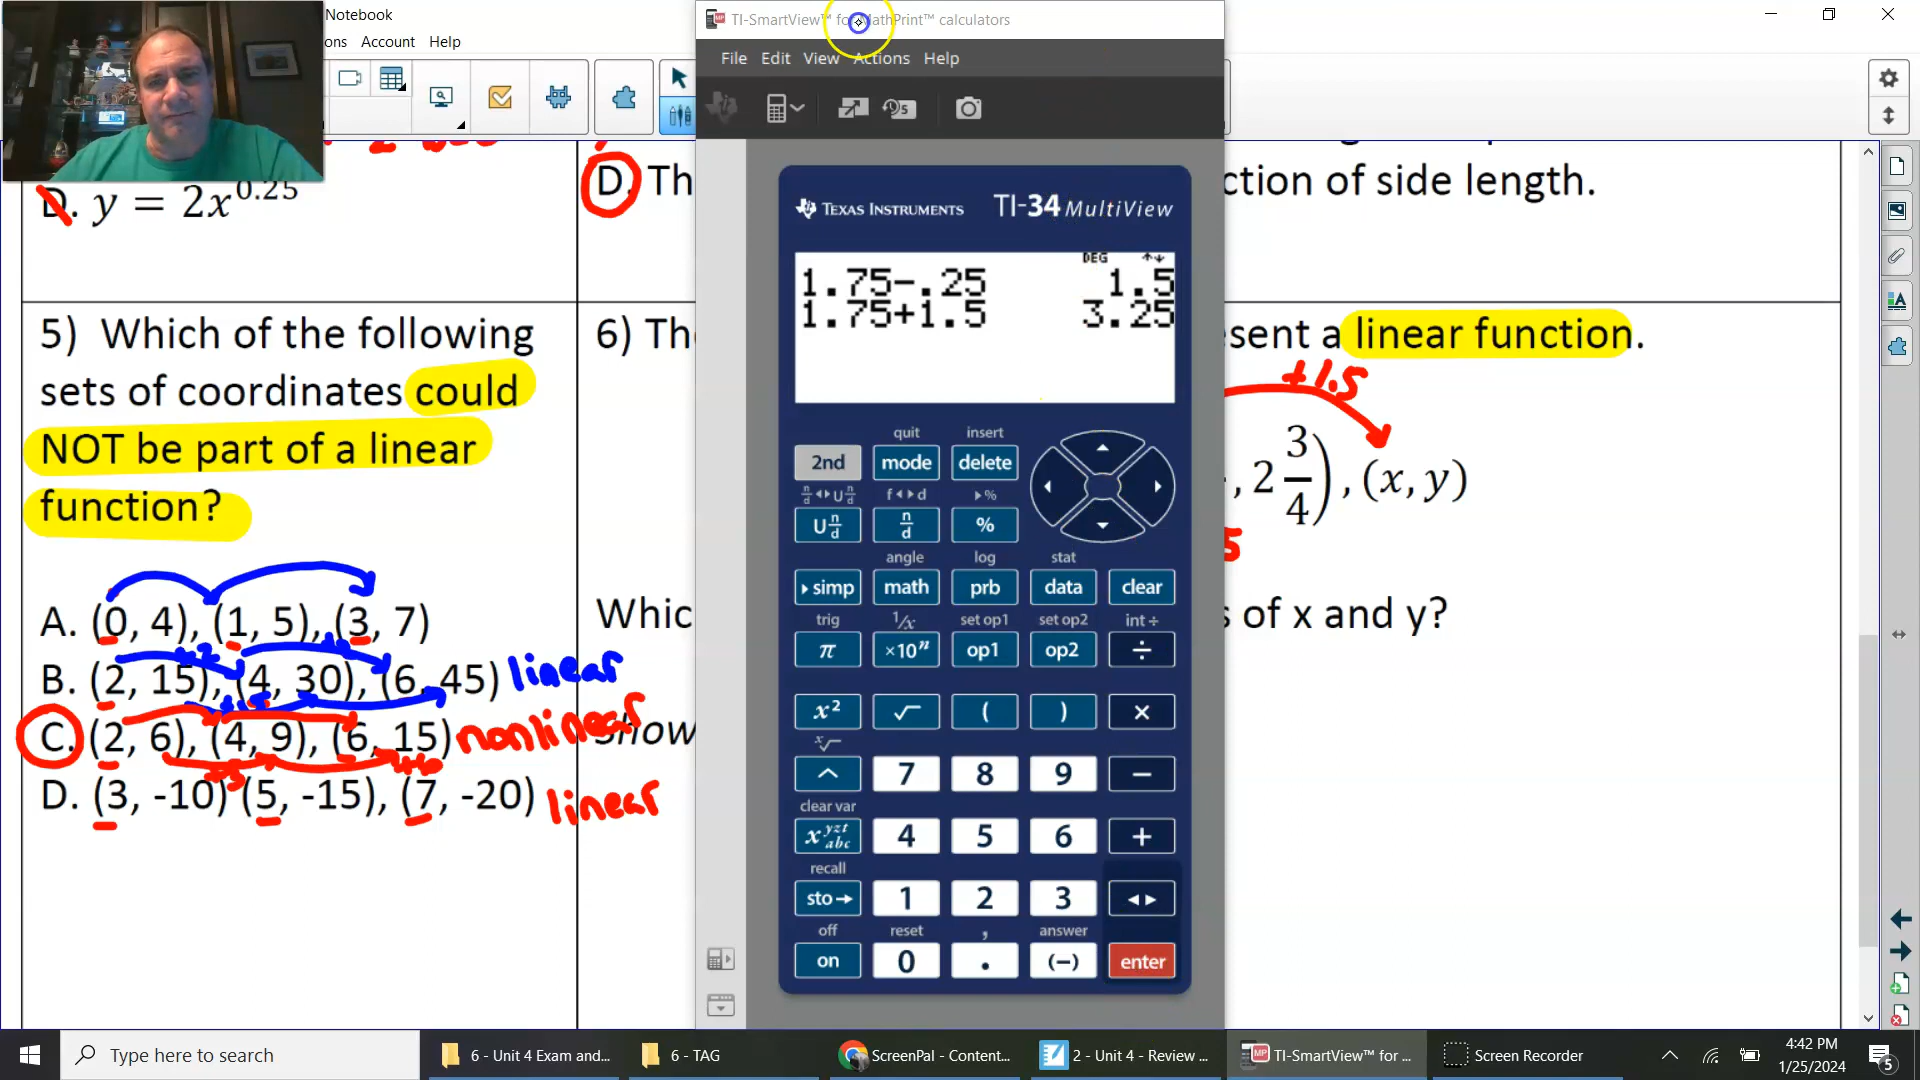 Notebook
TI-SmartView™ for MathPrint™ calculators
ons Account Help
File Edit View Actions Help
D. y = 2x^0.25
D. Th
ction of side length.
TEXAS INSTRUMENTS TI-34 MultiView
DEG
1.75-.25 1.5
1.75+1.5 3.25
5) Which of the following
sets of coordinates could
NOT be part of a linear
function?
A. (0, 4), (1, 5), (3, 7)
B. (2, 15), (4, 30), (6, 45) linear
C. (2, 6), (4, 9), (6, 15) nonlinear
D. (3, -10) (5, -15), (7, -20) linear
6) The
esent a linear function.
+1.5
, 2 3/4), (x, y)
5
Whic
s of x and y?
Show
quit insert
2nd mode delete
n/d ◂▸ U n/d f ◂▸ d ▸%
U n/d n/d %
angle log stat
▸simp math prb data clear
trig 1/x set op1 set op2 int ÷
π ×10ⁿ op1 op2 ÷
x² √ ( ) ×
ˣ√
^ 7 8 9 −
clear var
x yzt abc 4 5 6 +
recall
sto→ 1 2 3 ◂▸
off reset , answer
on 0 . (−) enter
Type here to search
6 - Unit 4 Exam and...
6 - TAG
ScreenPal - Content...
2 - Unit 4 - Review ...
TI-SmartView™ for ...
Screen Recorder
4:42 PM
1/25/2024
5